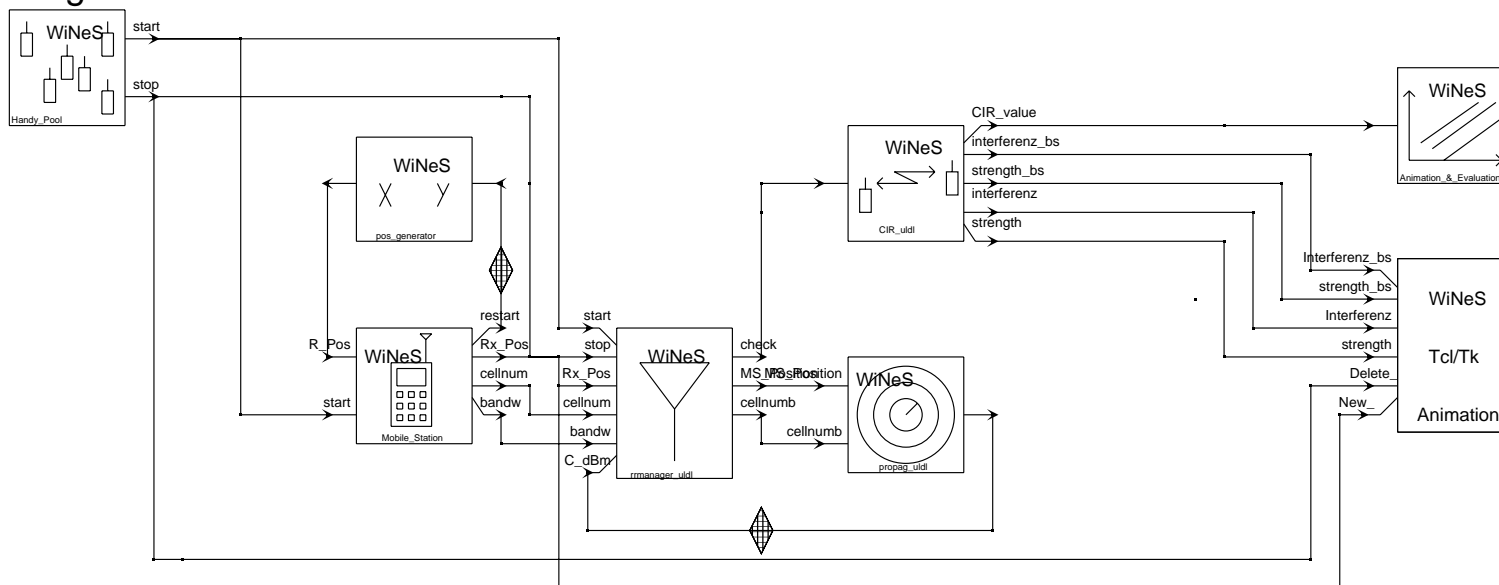 WiNeS
Handy_Pool
start
stop
WiNeS
pos_generator
restart
R_Pos
WiNeS
Rx_Pos
cellnum
bandw
start
Mobile_Station
start
stop
Rx_Pos
cellnum
bandw
C_dBm
WiNeS
rrmanager_uldl
check
MS_Position
cellnumb
cellnumb
WiNeS
propag_uldl
WiNeS
CIR_uldl
CIR_value
interferenz_bs
strength_bs
interferenz
strength
WiNeS
Animation_&_Evaluation
Interferenz_bs
strength_bs
Interferenz
strength
Delete_
New_
WiNeS
Tcl/Tk
Animation